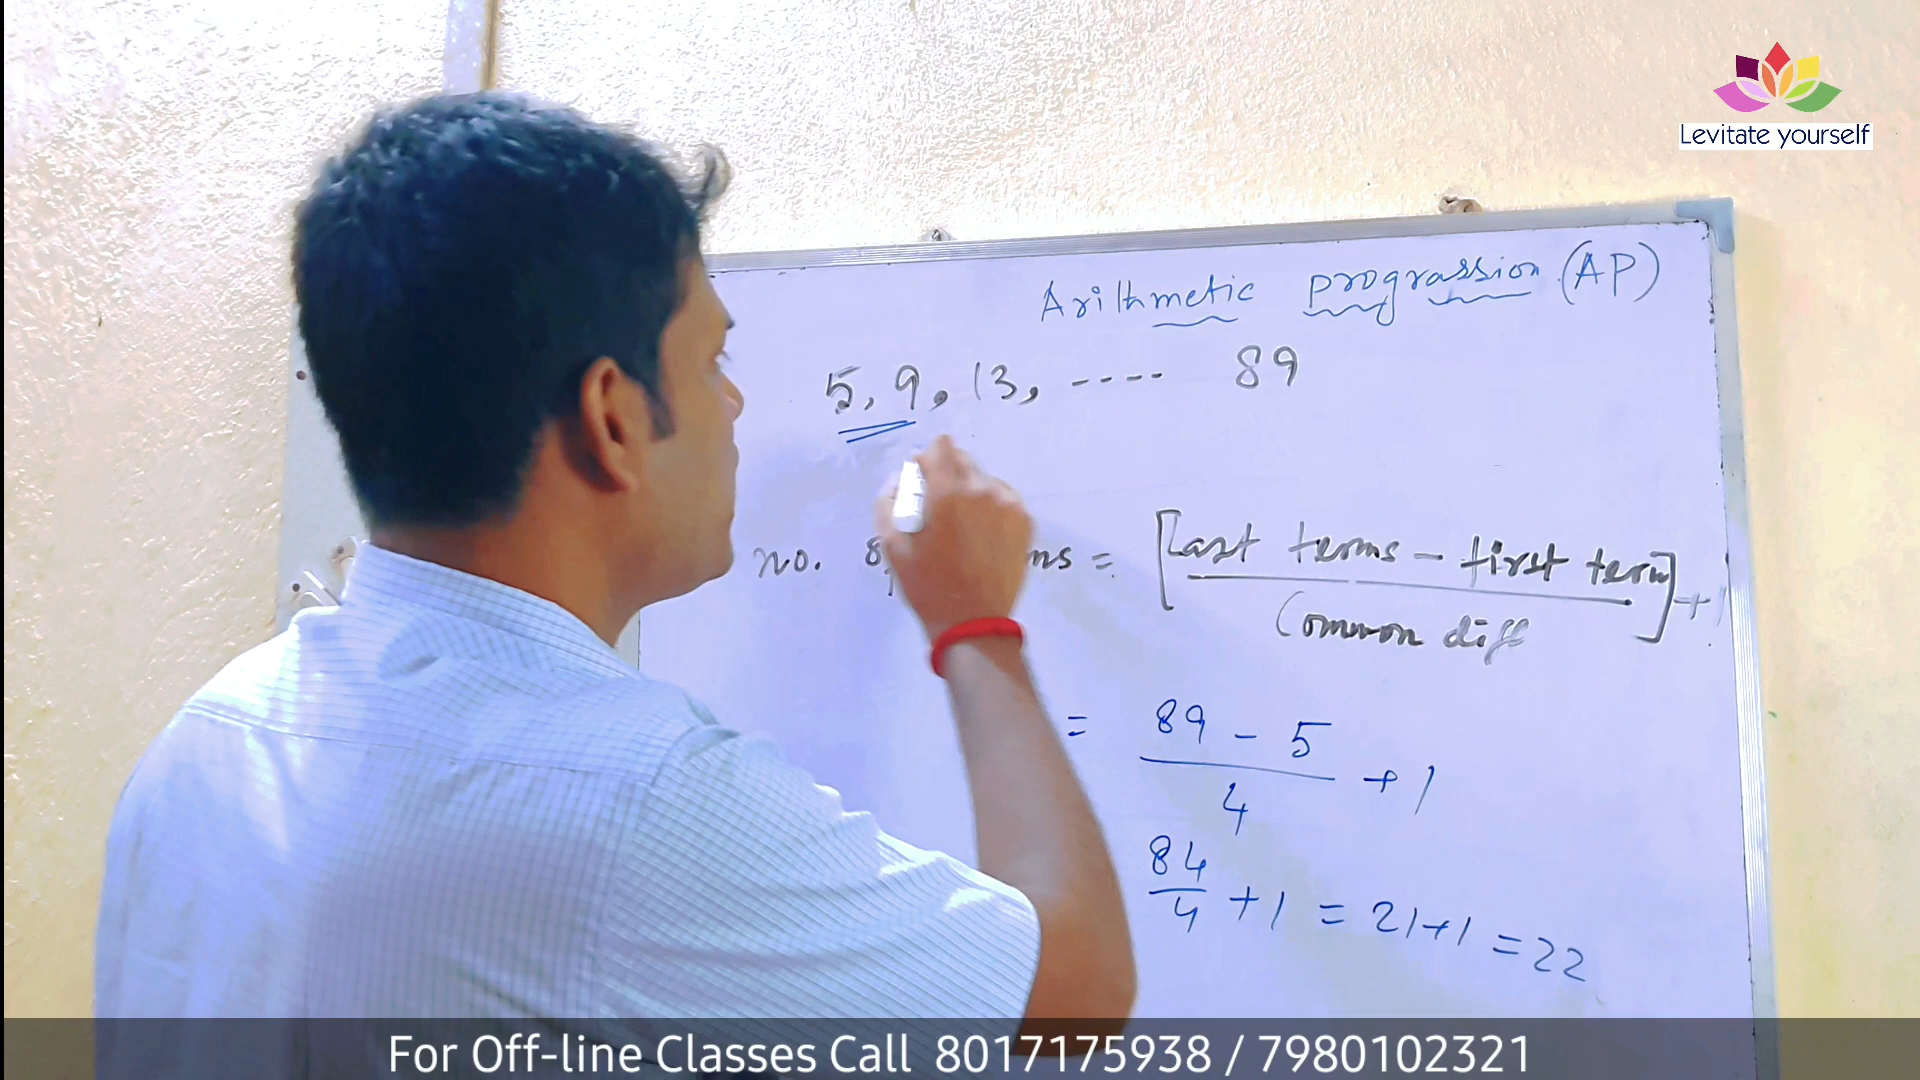 Levitate yourself
Arithmetic prograssion (AP)
5, 9, 13, ---- 89
no. ms = [Last terms - first term] + 1
Common diff
= 89 - 5 + 1
4
84 + 1 = 21+1 = 22
4
For Off-line Classes Call 8017175938 / 7980102321